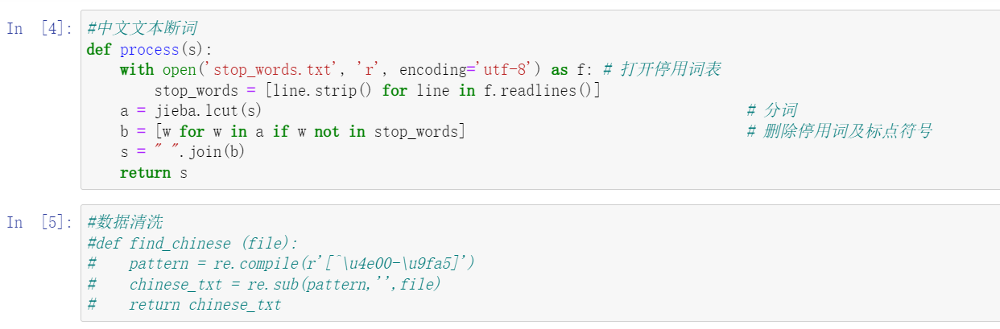 In [4]: #中文文本断词
def process(s):
    with open('stop_words.txt', 'r', encoding='utf-8') as f: # 打开停用词表
        stop_words = [line.strip() for line in f.readlines()]
    a = jieba.lcut(s) # 分词
    b = [w for w in a if w not in stop_words] # 删除停用词及标点符号
    s = " ".join(b)
    return s
In [5]: #数据清洗
#def find_chinese (file):
#    pattern = re.compile(r'[^\u4e00-\u9fa5]')
#    chinese_txt = re.sub(pattern,'',file)
#    return chinese_txt